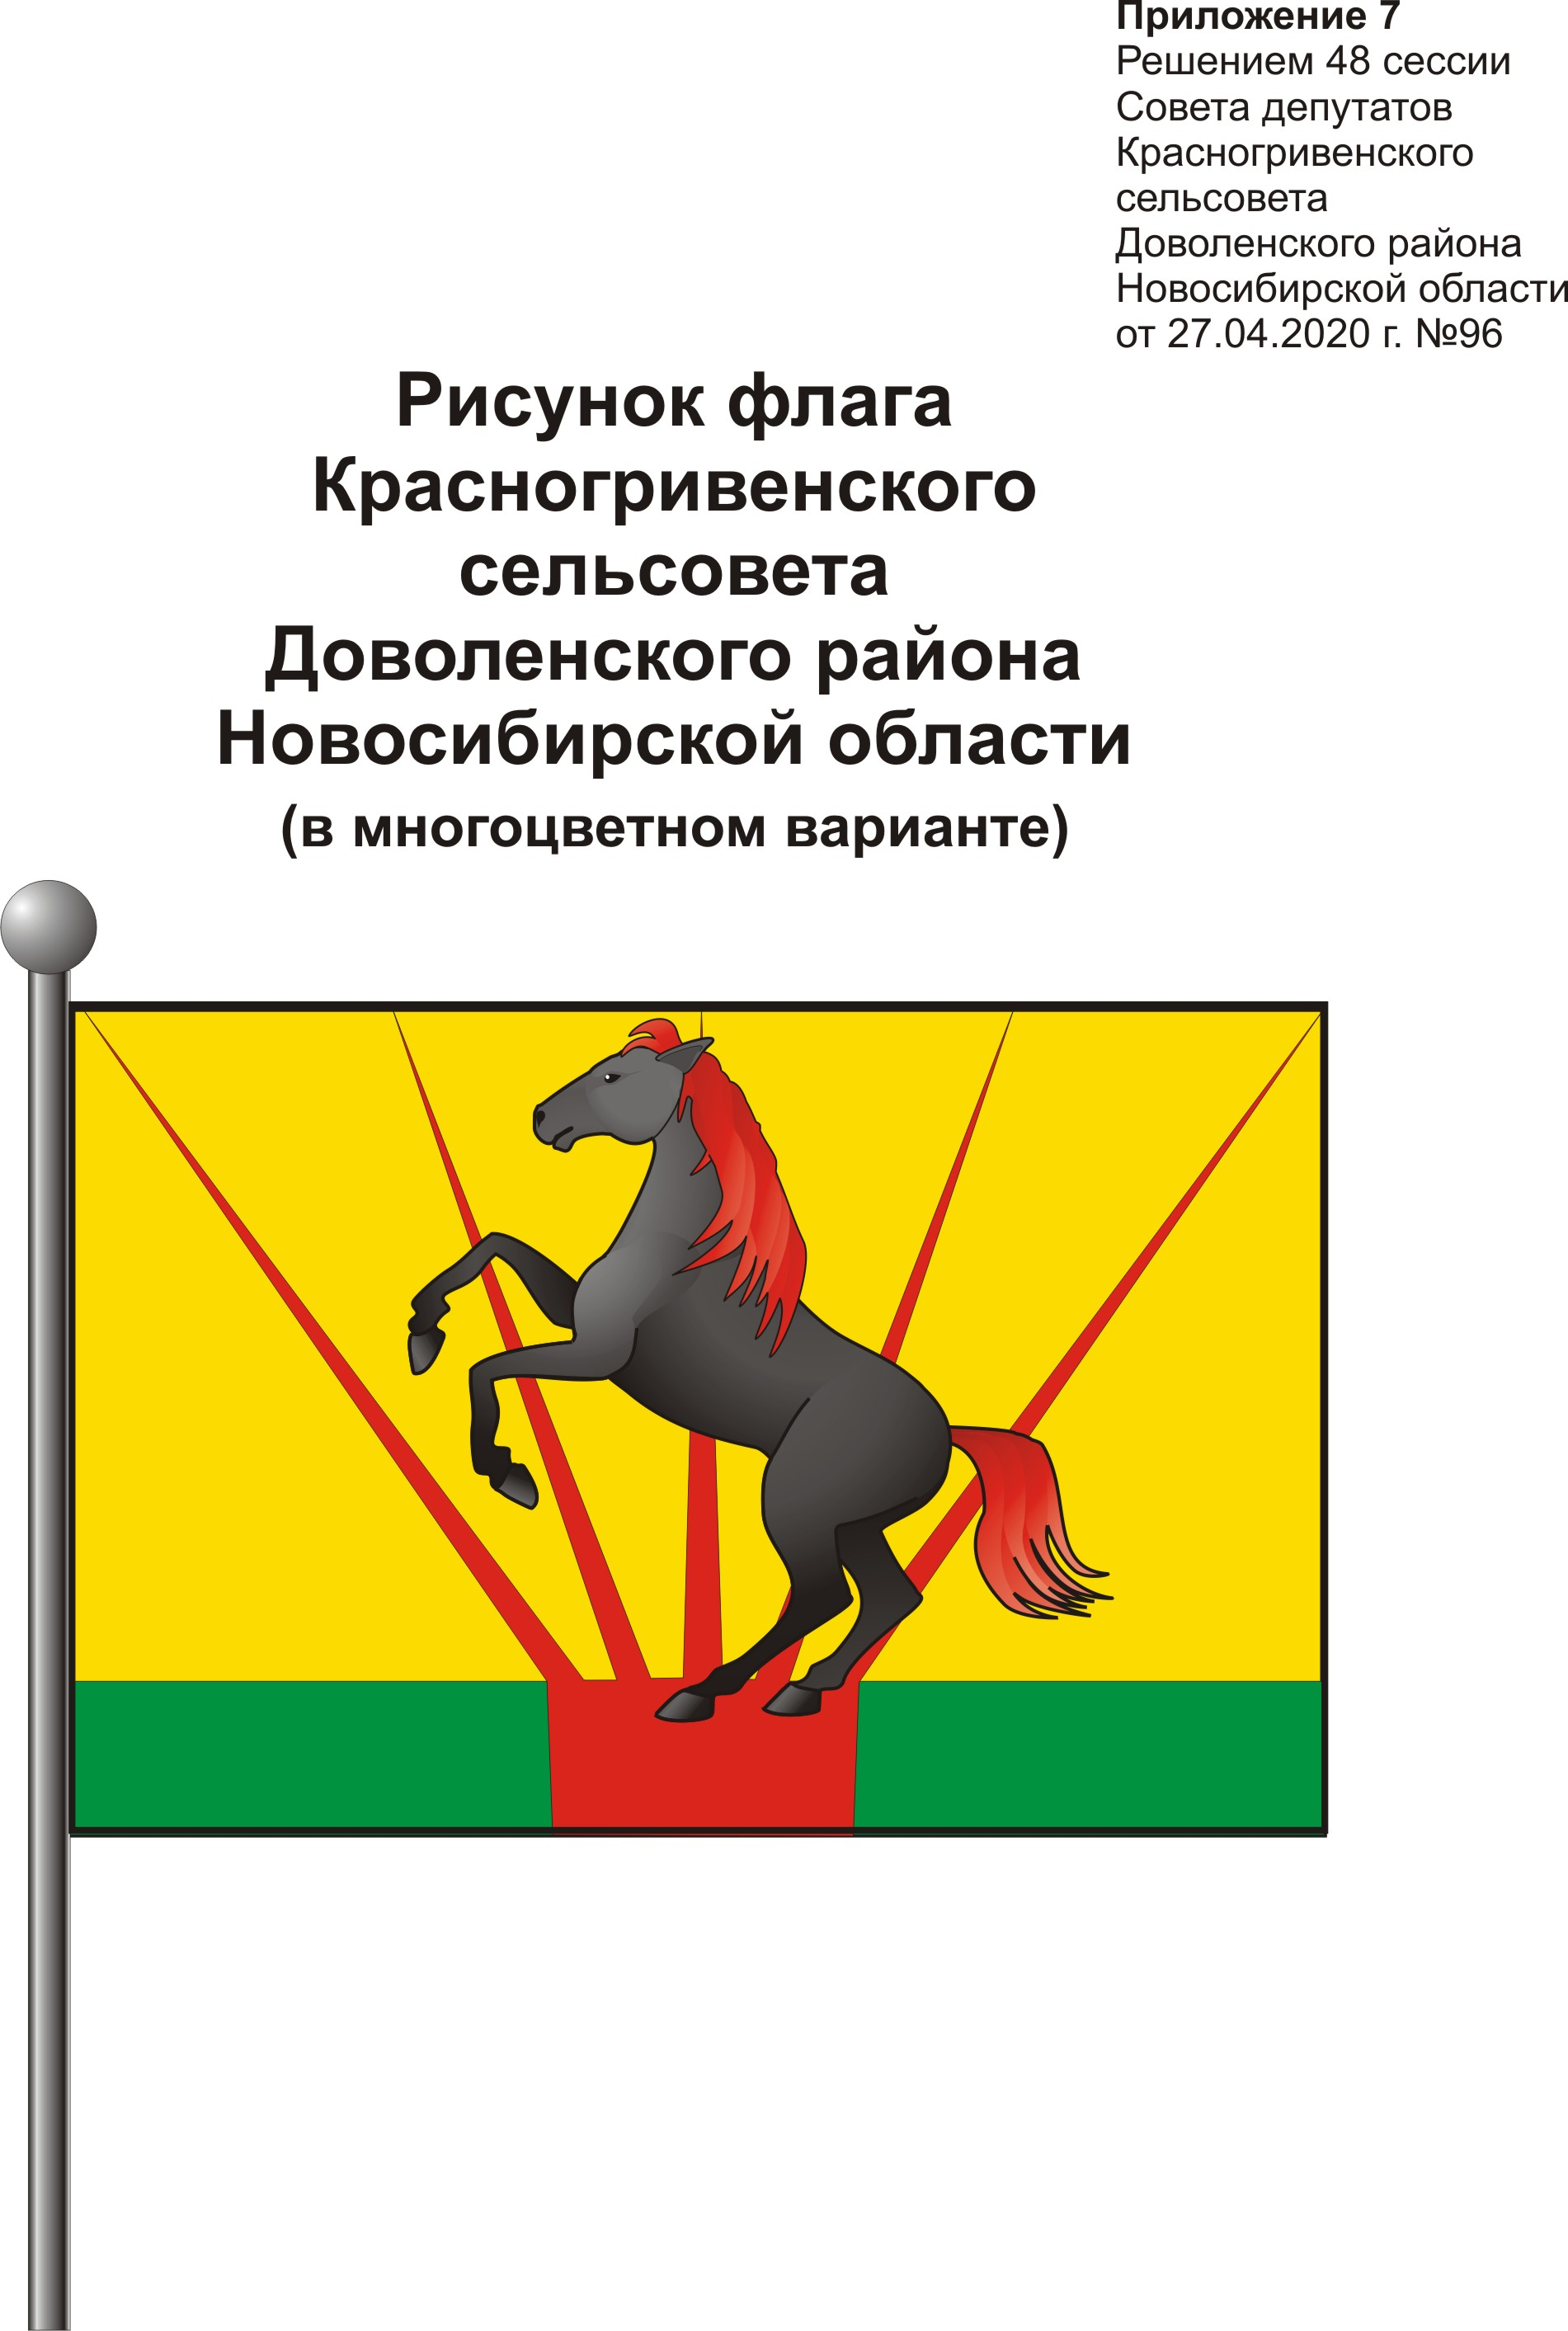 Приложение 7
Решением 48 сессии
Совета депутатов
Красногривенского
сельсовета
Доволенского района
Новосибирской области
от 27.04.2020 г. №96
Рисунок флага
Красногривенского
сельсовета
Доволенского района
Новосибирской области
(в многоцветном варианте)